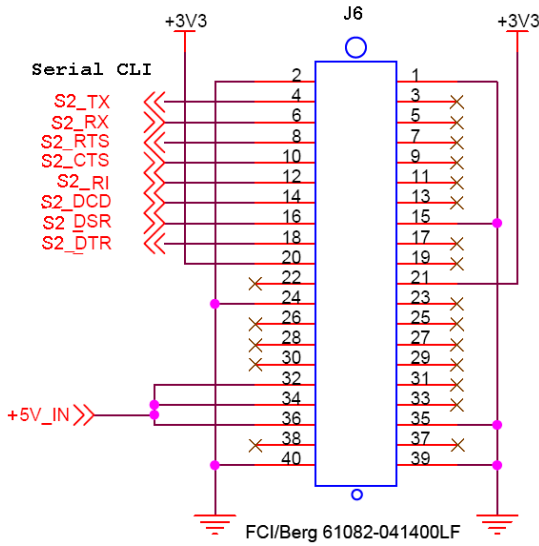 J6
+3V3
+3V3
Serial CLI
2 1
S2_TX 4 3
S2_RX 6 5
S2_RTS 8 7
S2_CTS 10 9
S2_RI 12 11
S2_DCD 14 13
S2_DSR 16 15
S2_DTR 18 17
20 19
22 21
24 23
26 25
28 27
30 29
32 31
34 33
+5V_IN 36 35
38 37
40 39
FCI/Berg 61082-041400LF